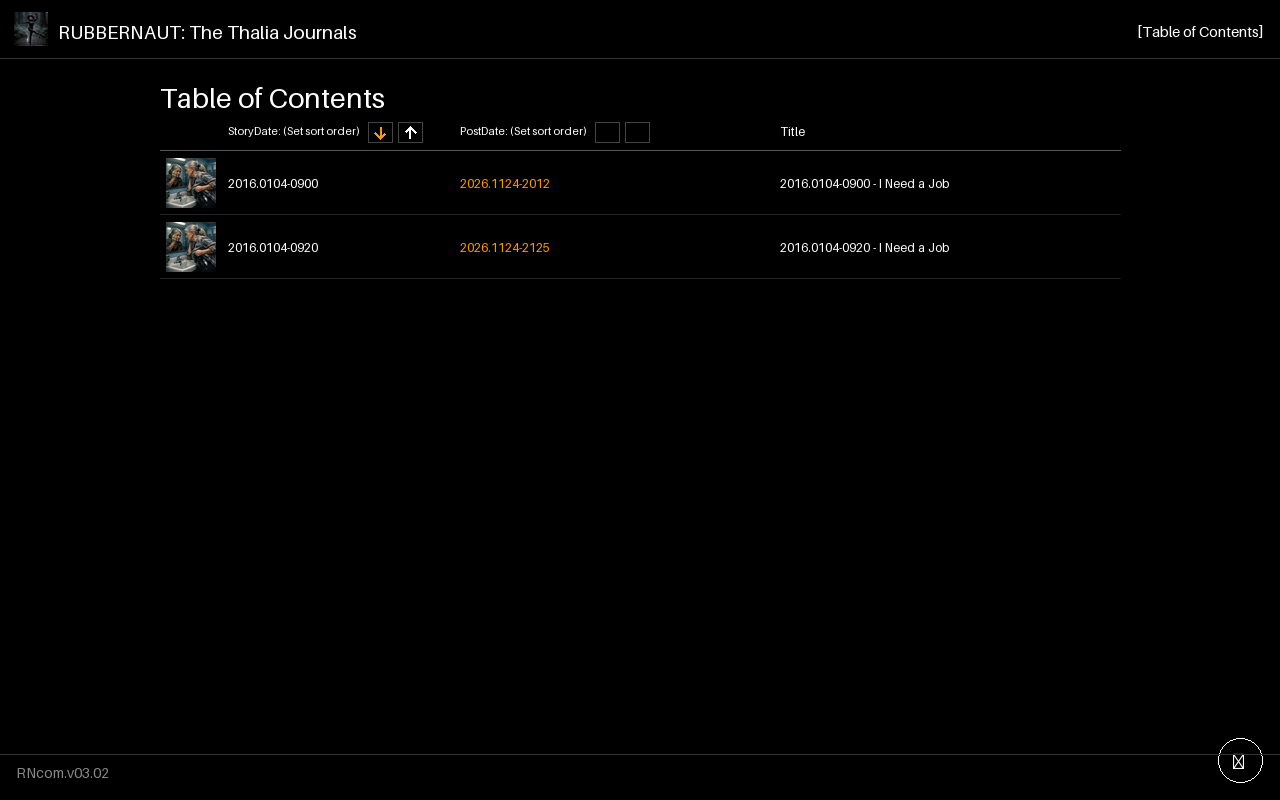 RUBBERNAUT: The Thalia Journals
[Table of Contents]
Table of Contents
StoryDate: (Set sort order) PostDate: (Set sort order) Title
2016.0104-0900 2026.1124-2012 2016.0104-0900 - I Need a Job
2016.0104-0920 2026.1124-2125 2016.0104-0920 - I Need a Job
RNcom.v03.02